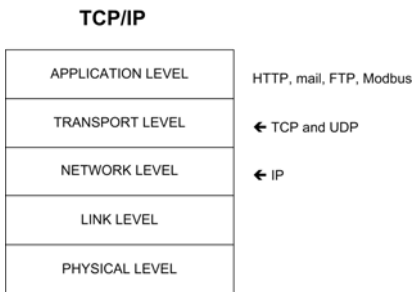 TCP/IP
APPLICATION LEVEL
HTTP, mail, FTP, Modbus
TRANSPORT LEVEL
← TCP and UDP
NETWORK LEVEL
← IP
LINK LEVEL
PHYSICAL LEVEL